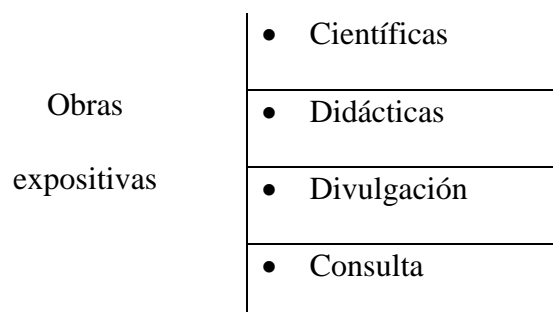 Obras
expositivas
• Científicas
• Didácticas
• Divulgación
• Consulta